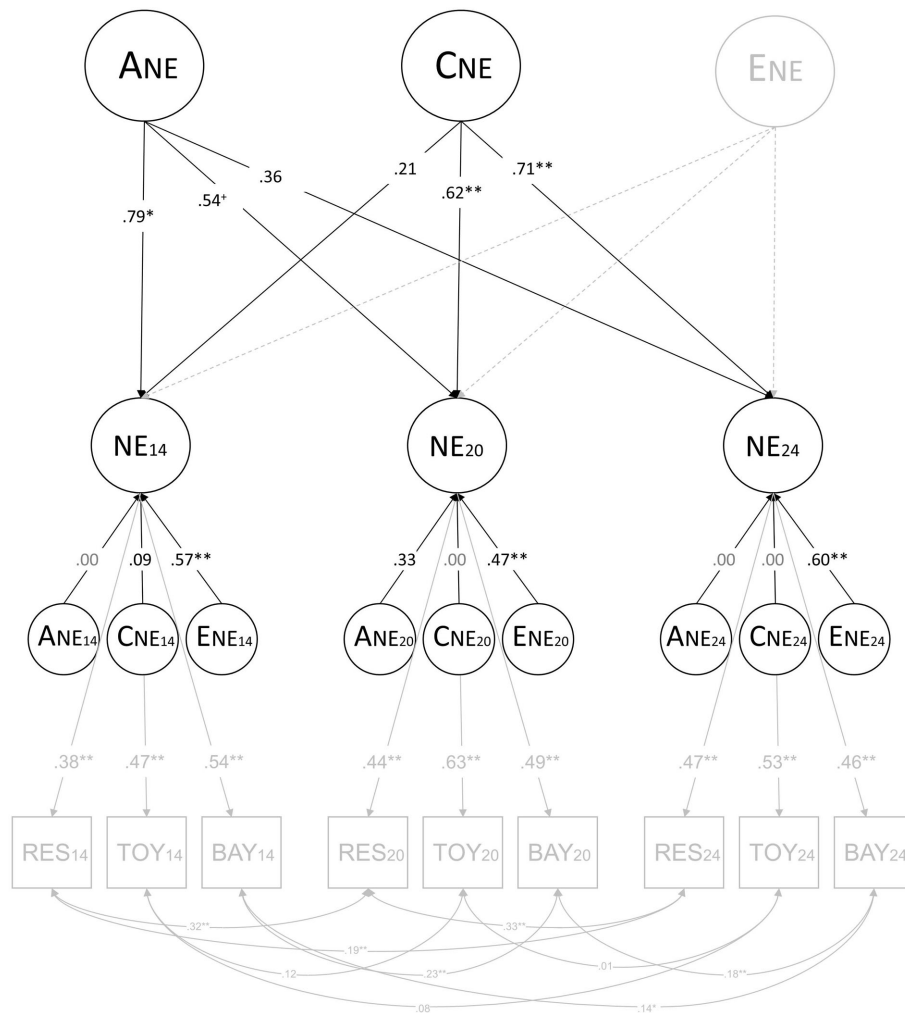 ANE CNE ENE
.79* .54+ .36 .21 .62** .71**
NE14 NE20 NE24
.00 .09 .57** .33 .00 .47** .00 .00 .60**
ANE14 CNE14 ENE14 ANE20 CNE20 ENE20 ANE24 CNE24 ENE24
.38** .47** .54** .44** .63** .49** .47** .53** .46**
RES14 TOY14 BAY14 RES20 TOY20 BAY20 RES24 TOY24 BAY24
.32** .33**
.19**
.12 .23** .01 .18**
.08 .14*